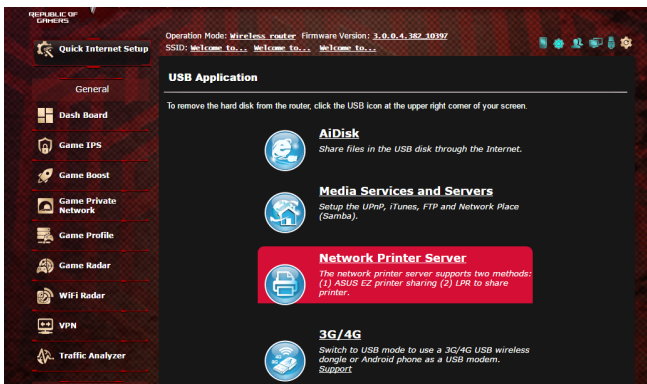 REPUBLIC OF
GAMERS
Quick Internet Setup
General
Dash Board
Game IPS
Game Boost
Game Private
Network
Game Profile
Game Radar
WiFi Radar
VPN
Traffic Analyzer
Operation Mode: Wireless router Firmware Version: 3.0.0.4.382_10397
SSID: Welcome to... Welcome to... Welcome to...
USB Application
To remove the hard disk from the router, click the USB icon at the upper right corner of your screen.
AiDisk
Share files in the USB disk through the Internet.
Media Services and Servers
Setup the UPnP, iTunes, FTP and Network Place
(Samba).
Network Printer Server
The network printer server supports two methods:
(1) ASUS EZ printer sharing (2) LPR to share
printer.
3G/4G
Switch to USB mode to use a 3G/4G USB wireless
dongle or Android phone as a USB modem.
Support